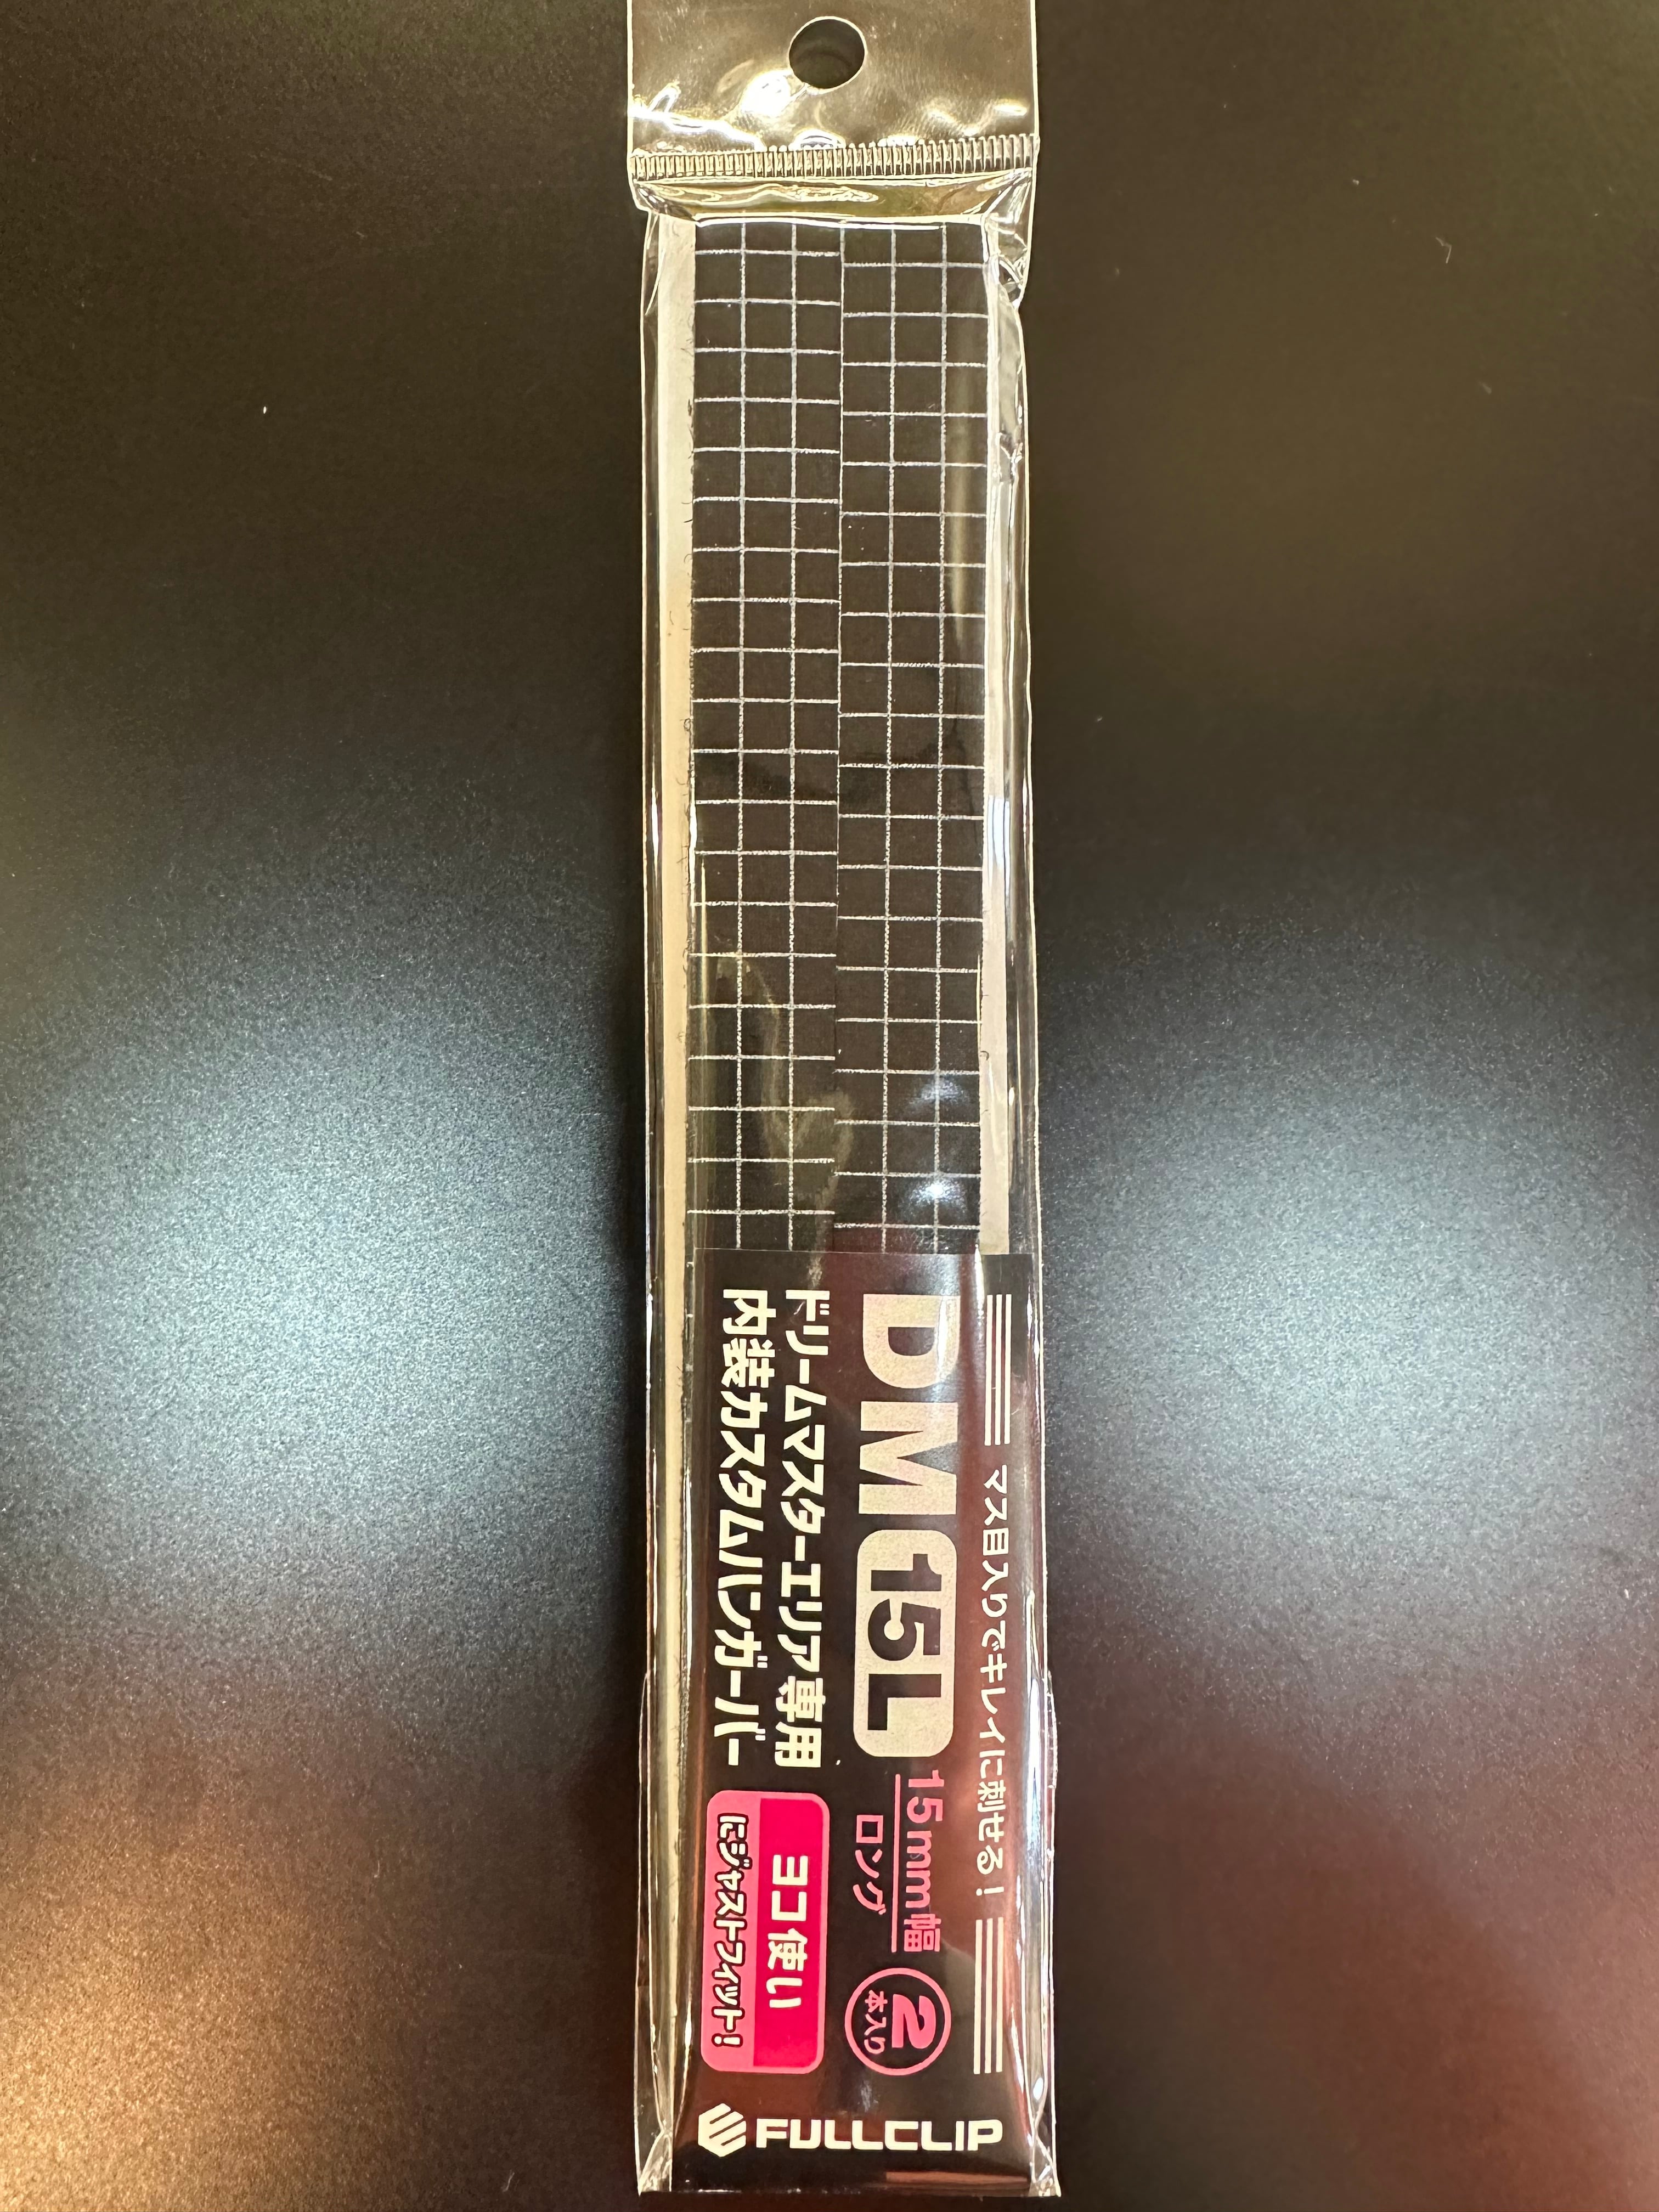 マス目入りでキレイに刻せる！
DM15L
15mm幅
ロング
2
本入り
ドリームマスターエリア専用
内装カスタムハンガーバー
ヨコ使い
にジャストフィット！
FULLCLIP